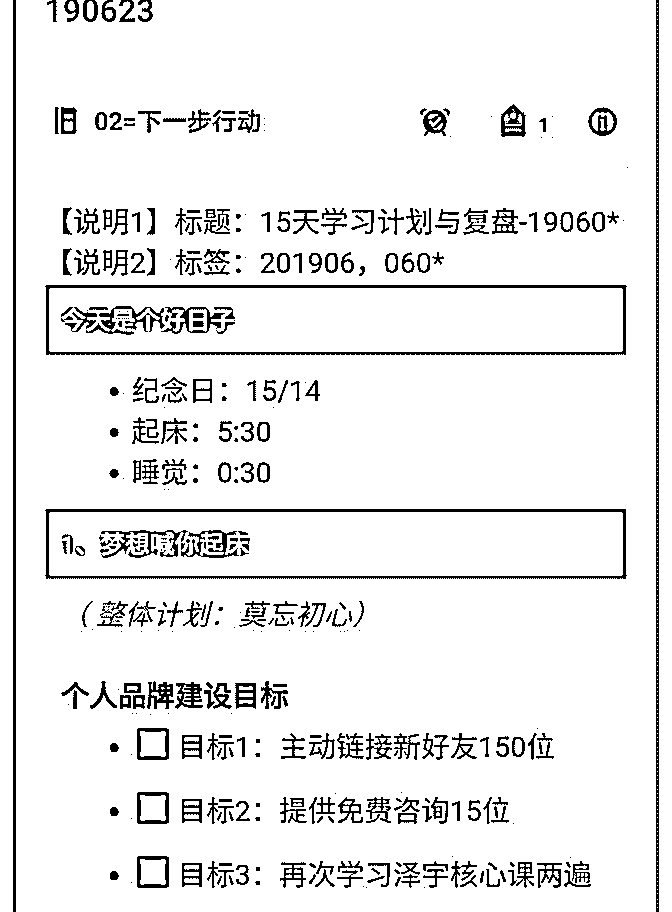 190623
02=下一步行动
1
【说明1】标题：15天学习计划与复盘-19060*
【说明2】标签：201906，060*
今天是个好日子
• 纪念日：15/14
• 起床：5:30
• 睡觉：0:30
1、梦想喊你起床
（整体计划：莫忘初心）
个人品牌建设目标
• 目标1：主动链接新好友150位
• 目标2：提供免费咨询15位
• 目标3：再次学习泽宇核心课两遍